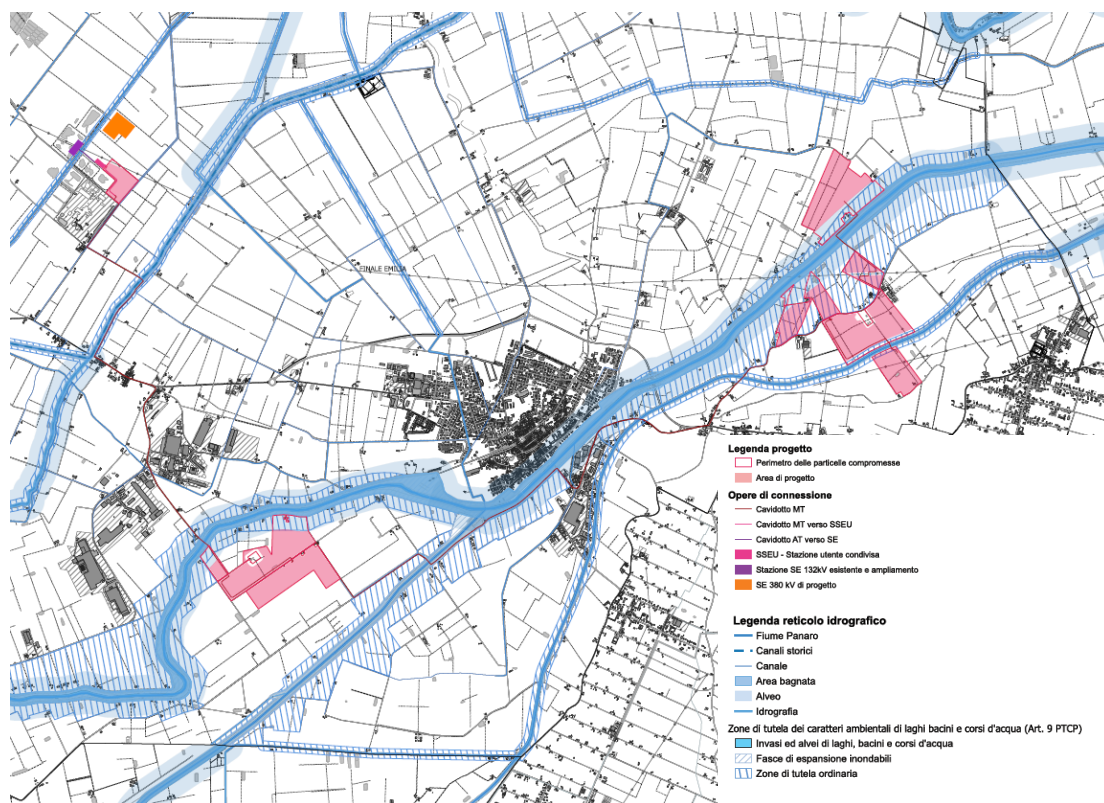 FINALE EMILIA
Legenda progetto
Perimetro delle particelle compromesse
Area di progetto
Opere di connessione
Cavidotto MT
Cavidotto MT verso SSEU
Cavidotto AT verso SE
SSEU - Stazione utente condivisa
Stazione SE 132kV esistente e ampliamento
SE 380 kV di progetto
Legenda reticolo idrografico
Fiume Panaro
Canali storici
Canale
Area bagnata
Alveo
Idrografia
Zone di tutela dei caratteri ambientali di laghi bacini e corsi d'acqua (Art. 9 PTCP)
Invasi ed alvei di laghi, bacini e corsi d'acqua
Fasce di espansione inondabili
Zone di tutela ordinaria